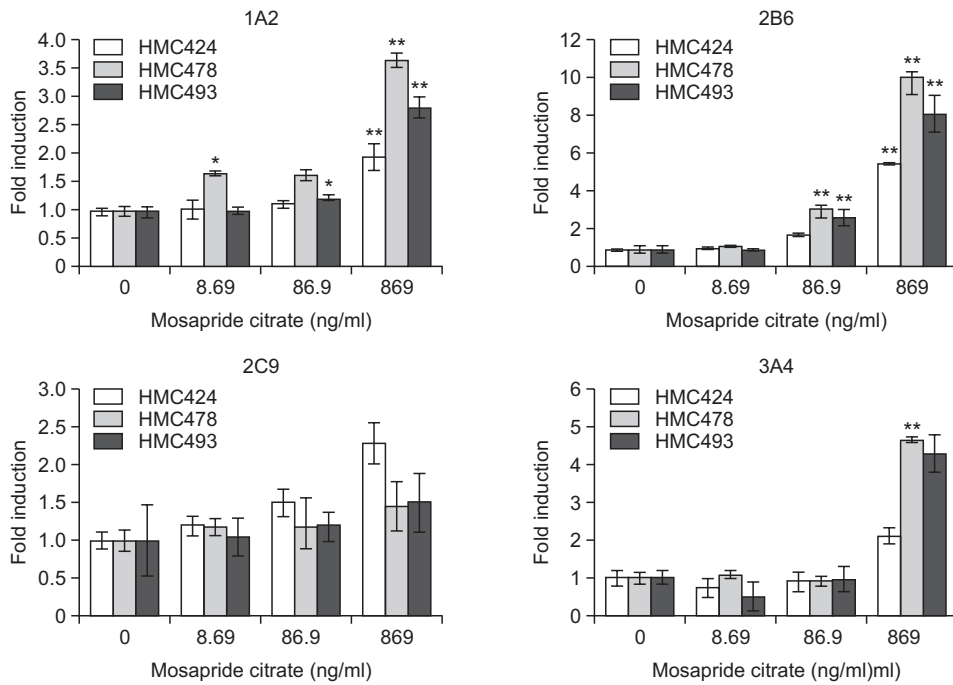 1A2
4.0
3.5
3.0
2.5
2.0
1.5
1.0
0.5
0
Fold induction
HMC424
HMC478
HMC493
*
*
**
**
**
0 8.69 86.9 869
Mosapride citrate (ng/ml)
2B6
12
10
8
6
4
2
0
Fold induction
HMC424
HMC478
HMC493
** **
**
**
**
0 8.69 86.9 869
Mosapride citrate (ng/ml)
2C9
3.0
2.5
2.0
1.5
1.0
0.5
0
Fold induction
HMC424
HMC478
HMC493
0 8.69 86.9 869
Mosapride citrate (ng/ml)
3A4
6
5
4
2
1
0
Fold induction
HMC424
HMC478
HMC493
**
0 8.69 86.9 869
Mosapride citrate (ng/ml)ml)